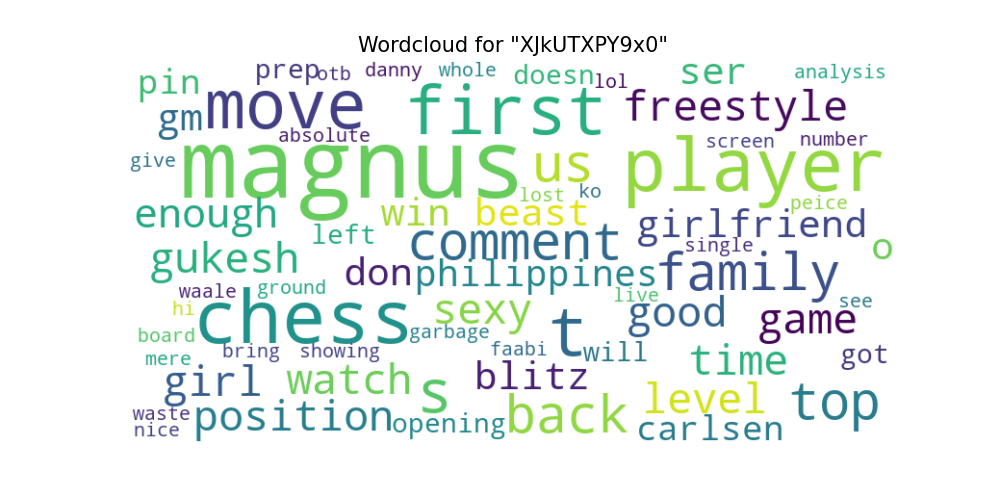 Wordcloud for "XJkUTXPY9x0"
pin prep otb danny whole doesn lol ser analysis
gm move first freestyle
absolute screen number
give magnus us player
lost ko peice
enough win beast girlfriend
left comment single o
gukesh don philippines family
waale ground live see
hi chess sexy t good game
board garbage
mere bring showing faabi will time got
girl watch s blitz level top
waste position opening back carlsen
nice